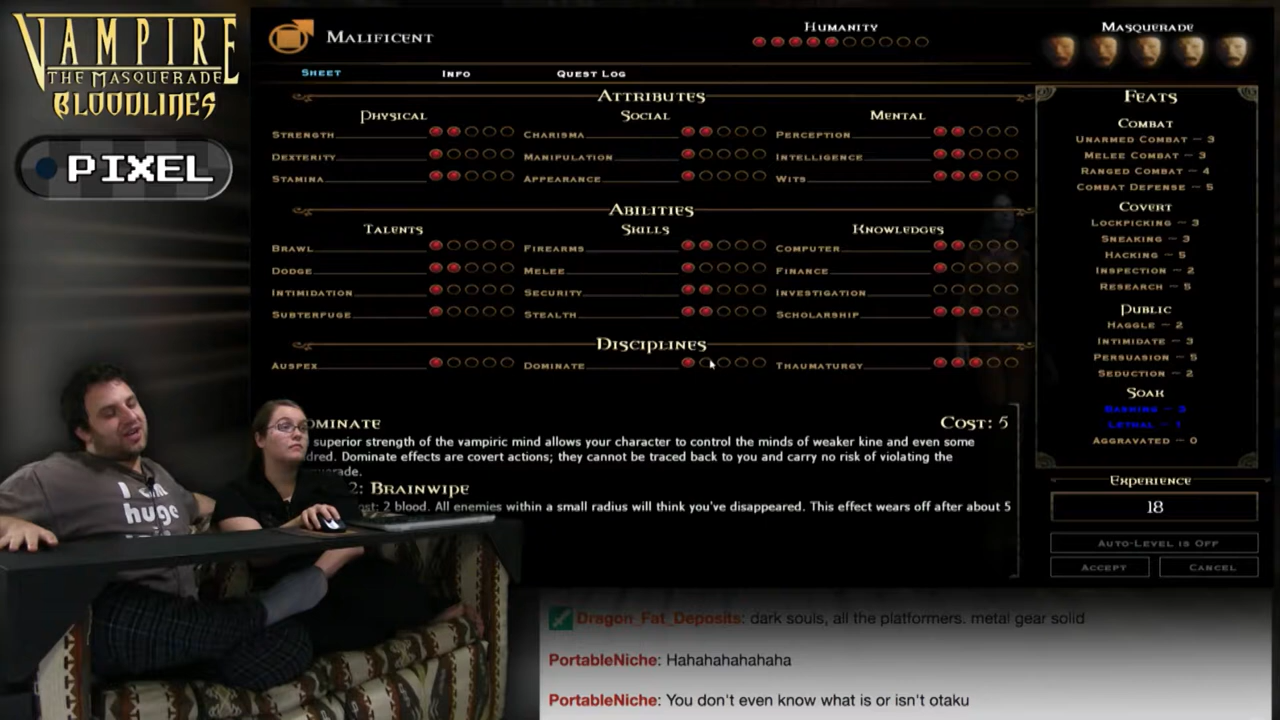 VAMPIRE
THE MASQUERADE
BLOODLINES
PIXEL
Malificent
Humanity
Masquerade
Sheet
Info
Quest Log
Attributes
Physical
Social
Mental
Strength
Charisma
Perception
Dexterity
Manipulation
Intelligence
Stamina
Appearance
Wits
Abilities
Talents
Skills
Knowledges
Brawl
Firearms
Computer
Dodge
Melee
Finance
Intimidation
Security
Investigation
Subterfuge
Stealth
Scholarship
Disciplines
Auspex
Dominate
Thaumaturgy
ominate
Cost: 5
superior strength of the vampiric mind allows your character to control the minds of weaker kine and even some
dred. Dominate effects are covert actions; they cannot be traced back to you and carry no risk of violating the
querade.
2: Brainwipe
ost: 2 blood. All enemies within a small radius will think you've disappeared. This effect wears off after about 5
Feats
Combat
Unarmed Combat - 3
Melee Combat - 3
Ranged Combat - 4
Combat Defense - 5
Covert
Lockpicking - 3
Sneaking - 3
Hacking - 5
Inspection - 2
Research - 5
Public
Haggle - 2
Intimidate - 3
Persuasion - 5
Seduction - 2
Soak
Bashing - 3
Lethal - 1
Aggravated - 0
Experience
18
Auto-Level is Off
Accept
Cancel
I am
huge
Dragon_Fat_Deposits: dark souls, all the platformers. metal gear solid
PortableNiche: Hahahahahahaha
PortableNiche: You don't even know what is or isn't otaku